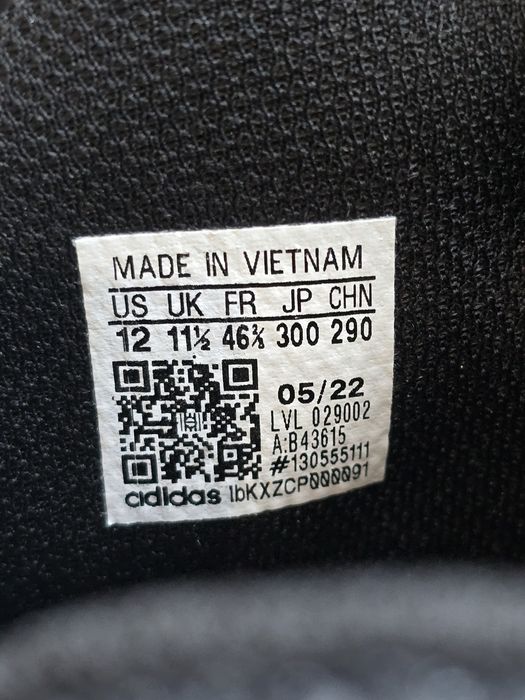 MADE IN VIETNAM
US UK FR JP CHN
12 11½ 46⅔ 300 290
05/22
LVL 029002
A:B43615
#130555111
adidas IbKXZCP000091